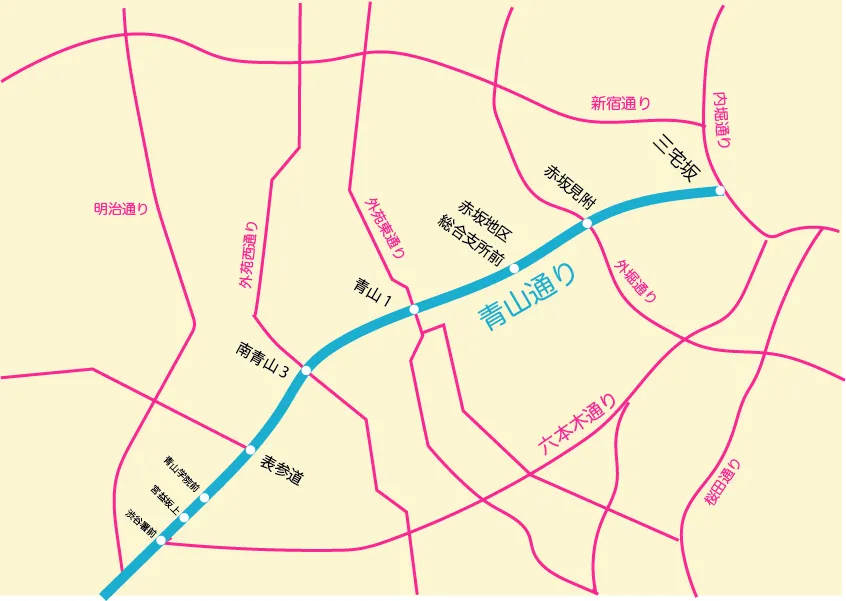 新宿通り
内堀通り
三宅坂
赤坂見附
明治通り
赤坂地区
総合支所前
外苑東通り
外苑西通り
青山1
青山通り
外堀通り
南青山3
六本木通り
表参道
青山学院前
桜田通り
宮益坂上
渋谷署前